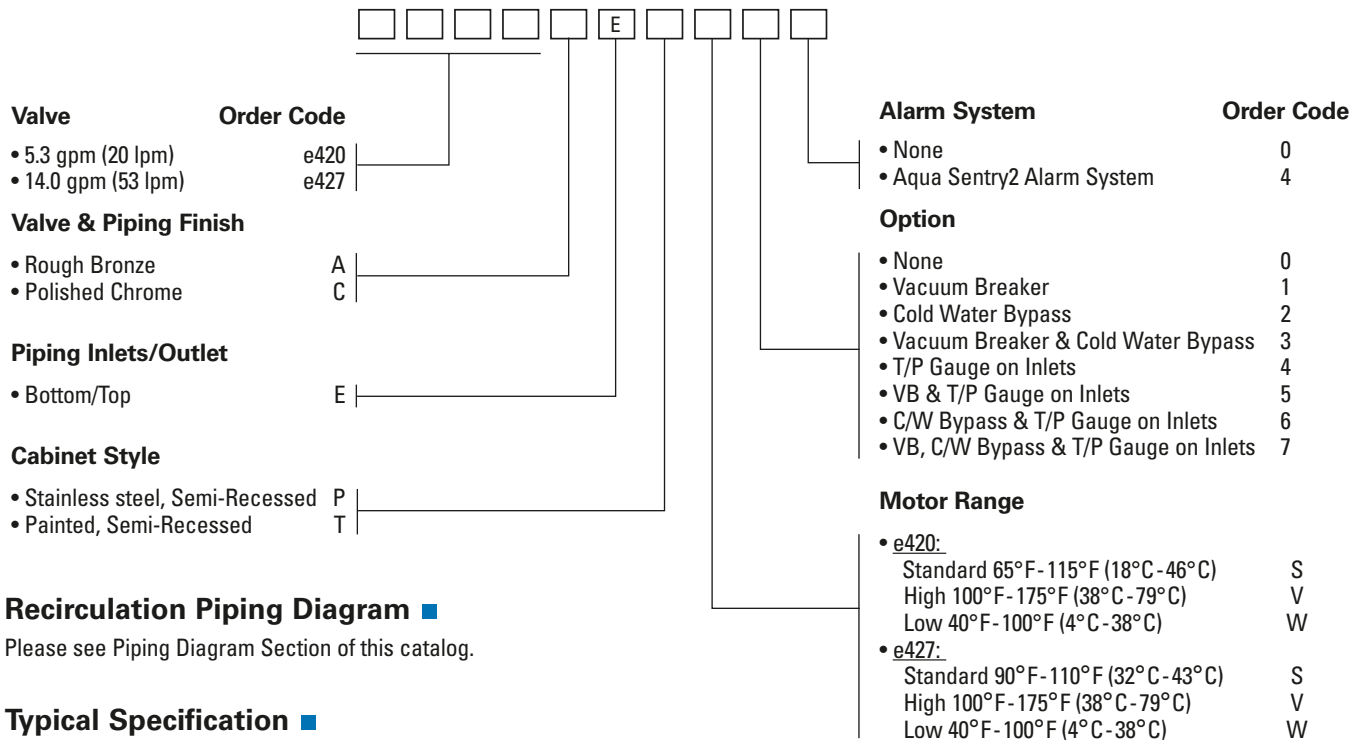 E
Valve Order Code
• 5.3 gpm (20 lpm) e420
• 14.0 gpm (53 lpm) e427
Valve & Piping Finish
• Rough Bronze A
• Polished Chrome C
Piping Inlets/Outlet
• Bottom/Top E
Cabinet Style
• Stainless steel, Semi-Recessed P
• Painted, Semi-Recessed T
Recirculation Piping Diagram
Please see Piping Diagram Section of this catalog.
Typical Specification
Alarm System Order Code
• None 0
• Aqua Sentry2 Alarm System 4
Option
• None 0
• Vacuum Breaker 1
• Cold Water Bypass 2
• Vacuum Breaker & Cold Water Bypass 3
• T/P Gauge on Inlets 4
• VB & T/P Gauge on Inlets 5
• C/W Bypass & T/P Gauge on Inlets 6
• VB, C/W Bypass & T/P Gauge on Inlets 7
Motor Range
• e420:
Standard 65°F-115°F (18°C-46°C) S
High 100°F-175°F (38°C-79°C) V
Low 40°F-100°F (4°C-38°C) W
• e427:
Standard 90°F-110°F (32°C-43°C) S
High 100°F-175°F (38°C-79°C) V
Low 40°F-100°F (4°C-38°C) W